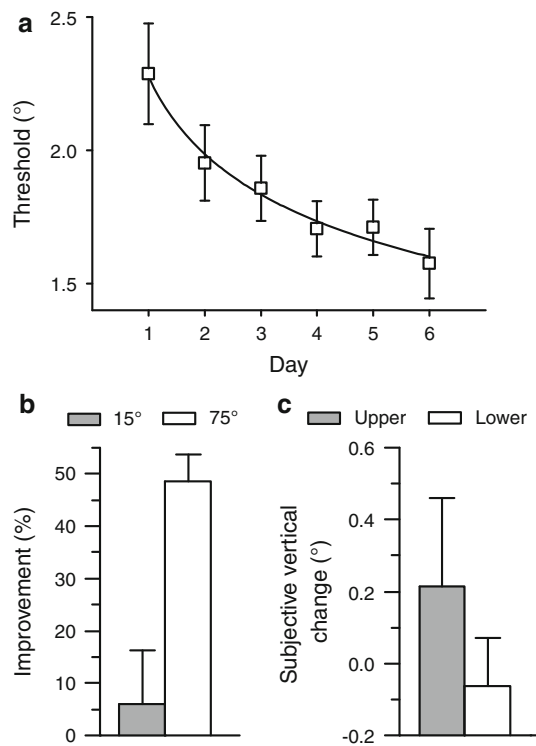 a
2.5
2.0
1.5
Threshold (°)
1 2 3 4 5 6
Day
b
15° 75°
50
40
30
20
10
0
Improvement (%)
c
Upper Lower
0.6
0.4
0.2
0.0
-0.2
Subjective vertical
change (°)